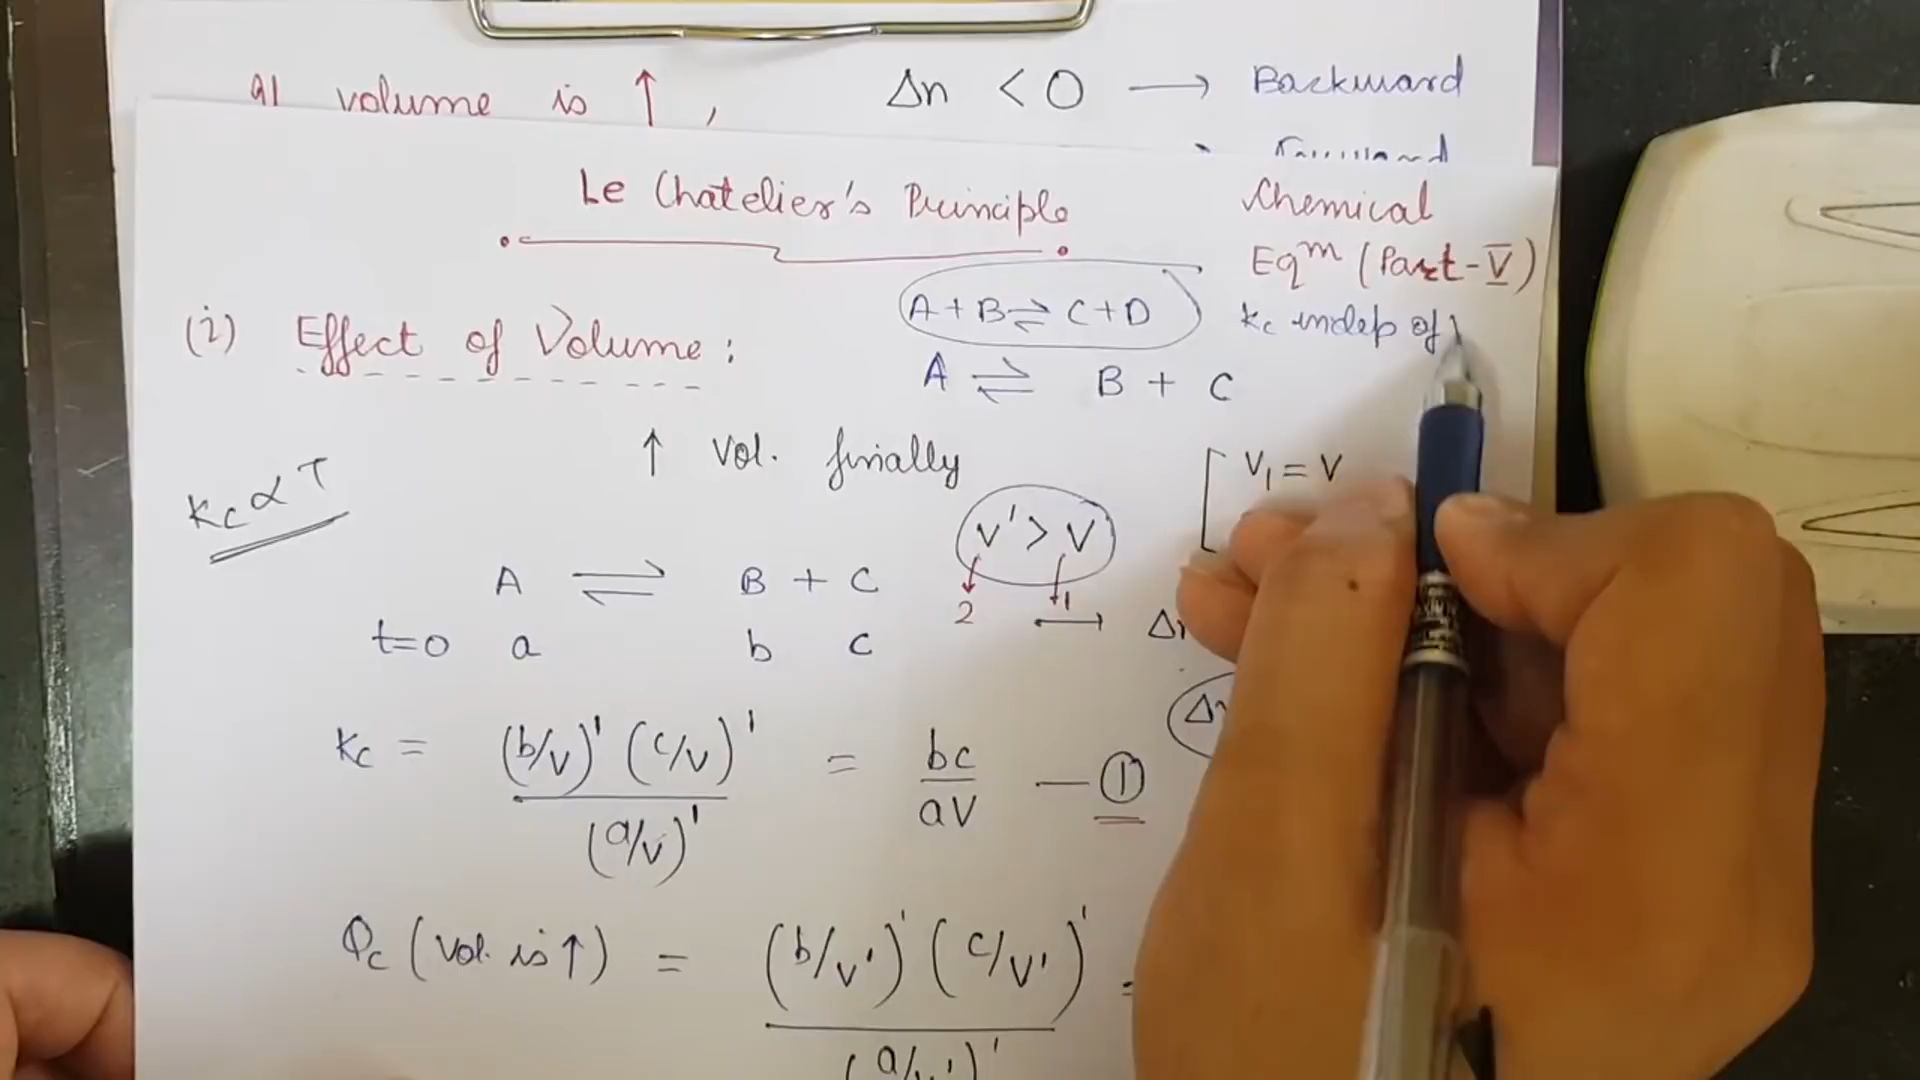 volume is ↑ , Δn < 0 ⟶ Backward
Le Chatelier's Principle
Chemical
Eqᵐ (Part-V)
(i) Effect of Volume :
A + B ⇌ C + D
Kc indep of
A ⇌ B + C
↑ Vol. finally
V₁ = V
Kc ∝ T
V' > V
2 1
A ⇌ B + C
t=0 a b c
Kc = (b/V)¹ (c/V)¹ / (a/V)¹ = bc / aV — ①
Qc (Vol. is ↑) = (b/V')¹ (c/V')¹